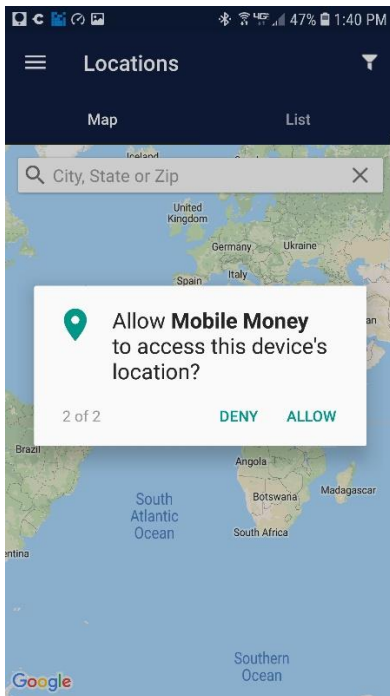 4G 47% 1:40 PM
Locations
Map
List
Iceland
City, State or Zip
United
Kingdom
Germany
Ukraine
Spain
Italy
Allow Mobile Money
to access this device's
location?
2 of 2
DENY
ALLOW
Brazil
Angola
South
Atlantic
Ocean
Botswana
Madagascar
South Africa
entina
Southern
Ocean
Google